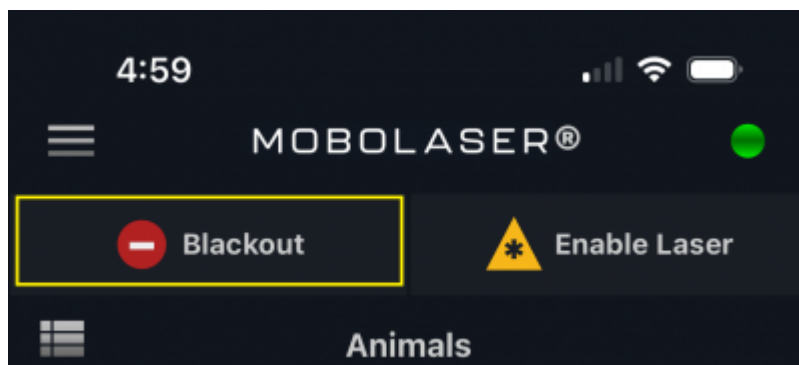 4:59
MOBOLASER®
Blackout
Enable Laser
Animals